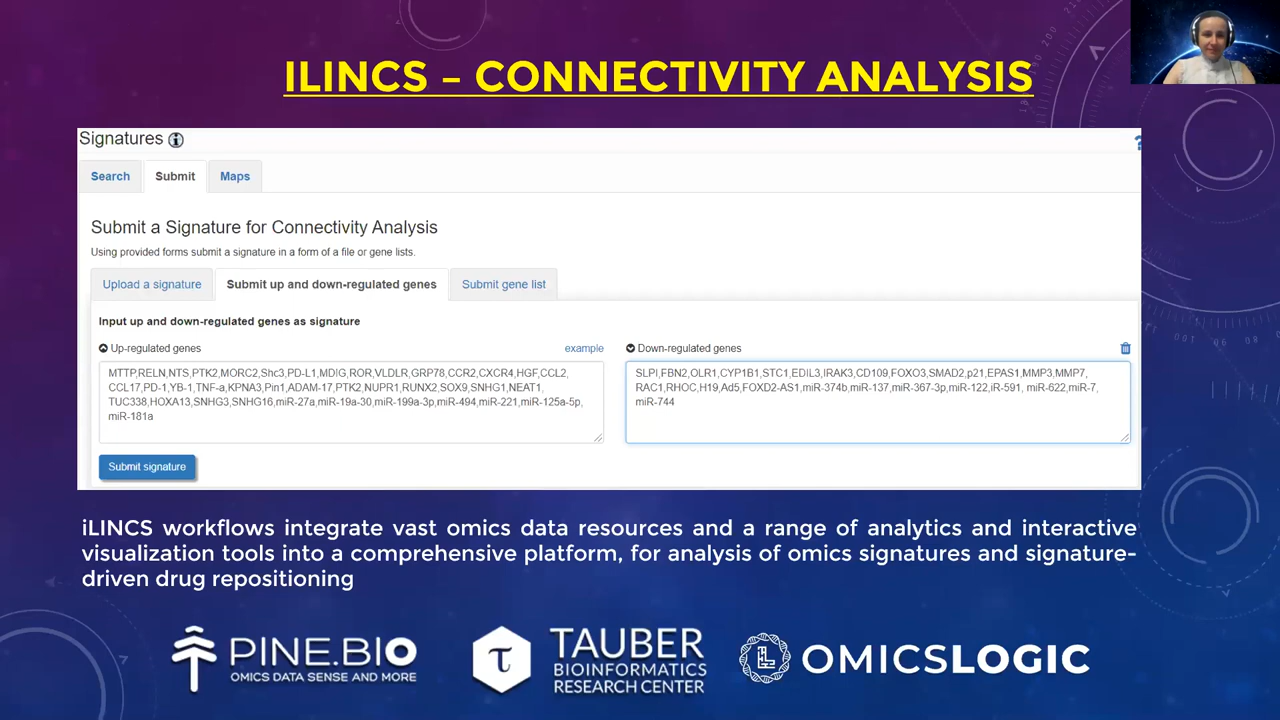 ILINCS – CONNECTIVITY ANALYSIS
Signatures
Search Submit Maps
Submit a Signature for Connectivity Analysis
Using provided forms submit a signature in a form of a file or gene lists.
Upload a signature Submit up and down-regulated genes Submit gene list
Input up and down-regulated genes as signature
Up-regulated genes example
MTTP,RELN,NTS,PTK2,MORC2,Shc3,PD-L1,MDIG,ROR,VLDLR,GRP78,CCR2,CXCR4,HGF,CCL2,
CCL17,PD-1,YB-1,TNF-a,KPNA3,Pin1,ADAM-17,PTK2,NUPR1,RUNX2,SOX9,SNHG1,NEAT1,
TUC338,HOXA13,SNHG3,SNHG16,miR-27a,miR-19a-30,miR-199a-3p,miR-494,miR-221,miR-125a-5p,
miR-181a
Down-regulated genes
SLPI,FBN2,OLR1,CYP1B1,STC1,EDIL3,IRAK3,CD109,FOXO3,SMAD2,p21,EPAS1,MMP3,MMP7,
RAC1,RHOC,H19,Ad5,FOXD2-AS1,miR-374b,miR-137,miR-367-3p,miR-122,iR-591, miR-622,miR-7,
miR-744
Submit signature
iLINCS workflows integrate vast omics data resources and a range of analytics and interactive
visualization tools into a comprehensive platform, for analysis of omics signatures and signature-
driven drug repositioning
PINE.BIO
OMICS DATA SENSE AND MORE
TAUBER
BIOINFORMATICS
RESEARCH CENTER
OMICSLOGIC